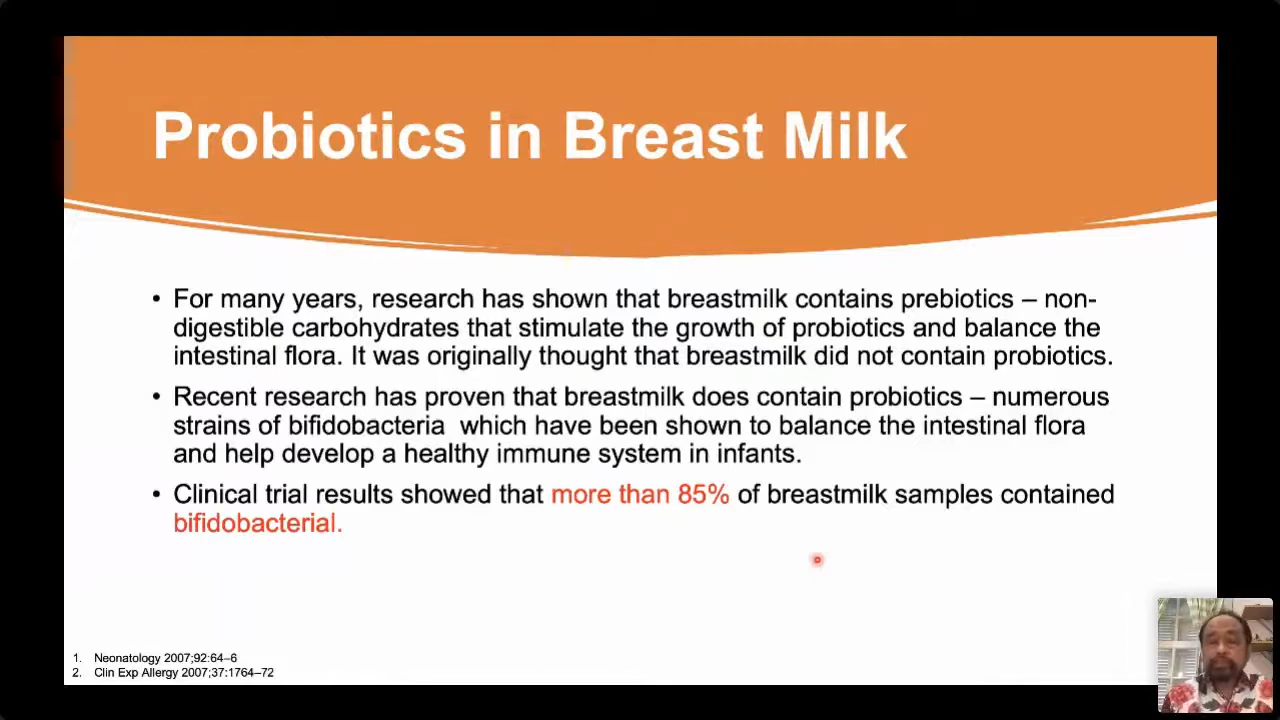 Probiotics in Breast Milk
• For many years, research has shown that breastmilk contains prebiotics – non-
digestible carbohydrates that stimulate the growth of probiotics and balance the
intestinal flora. It was originally thought that breastmilk did not contain probiotics.
• Recent research has proven that breastmilk does contain probiotics – numerous
strains of bifidobacteria  which have been shown to balance the intestinal flora
and help develop a healthy immune system in infants.
• Clinical trial results showed that more than 85% of breastmilk samples contained
bifidobacterial.
1. Neonatology 2007;92:64–6
2. Clin Exp Allergy 2007;37:1764–72